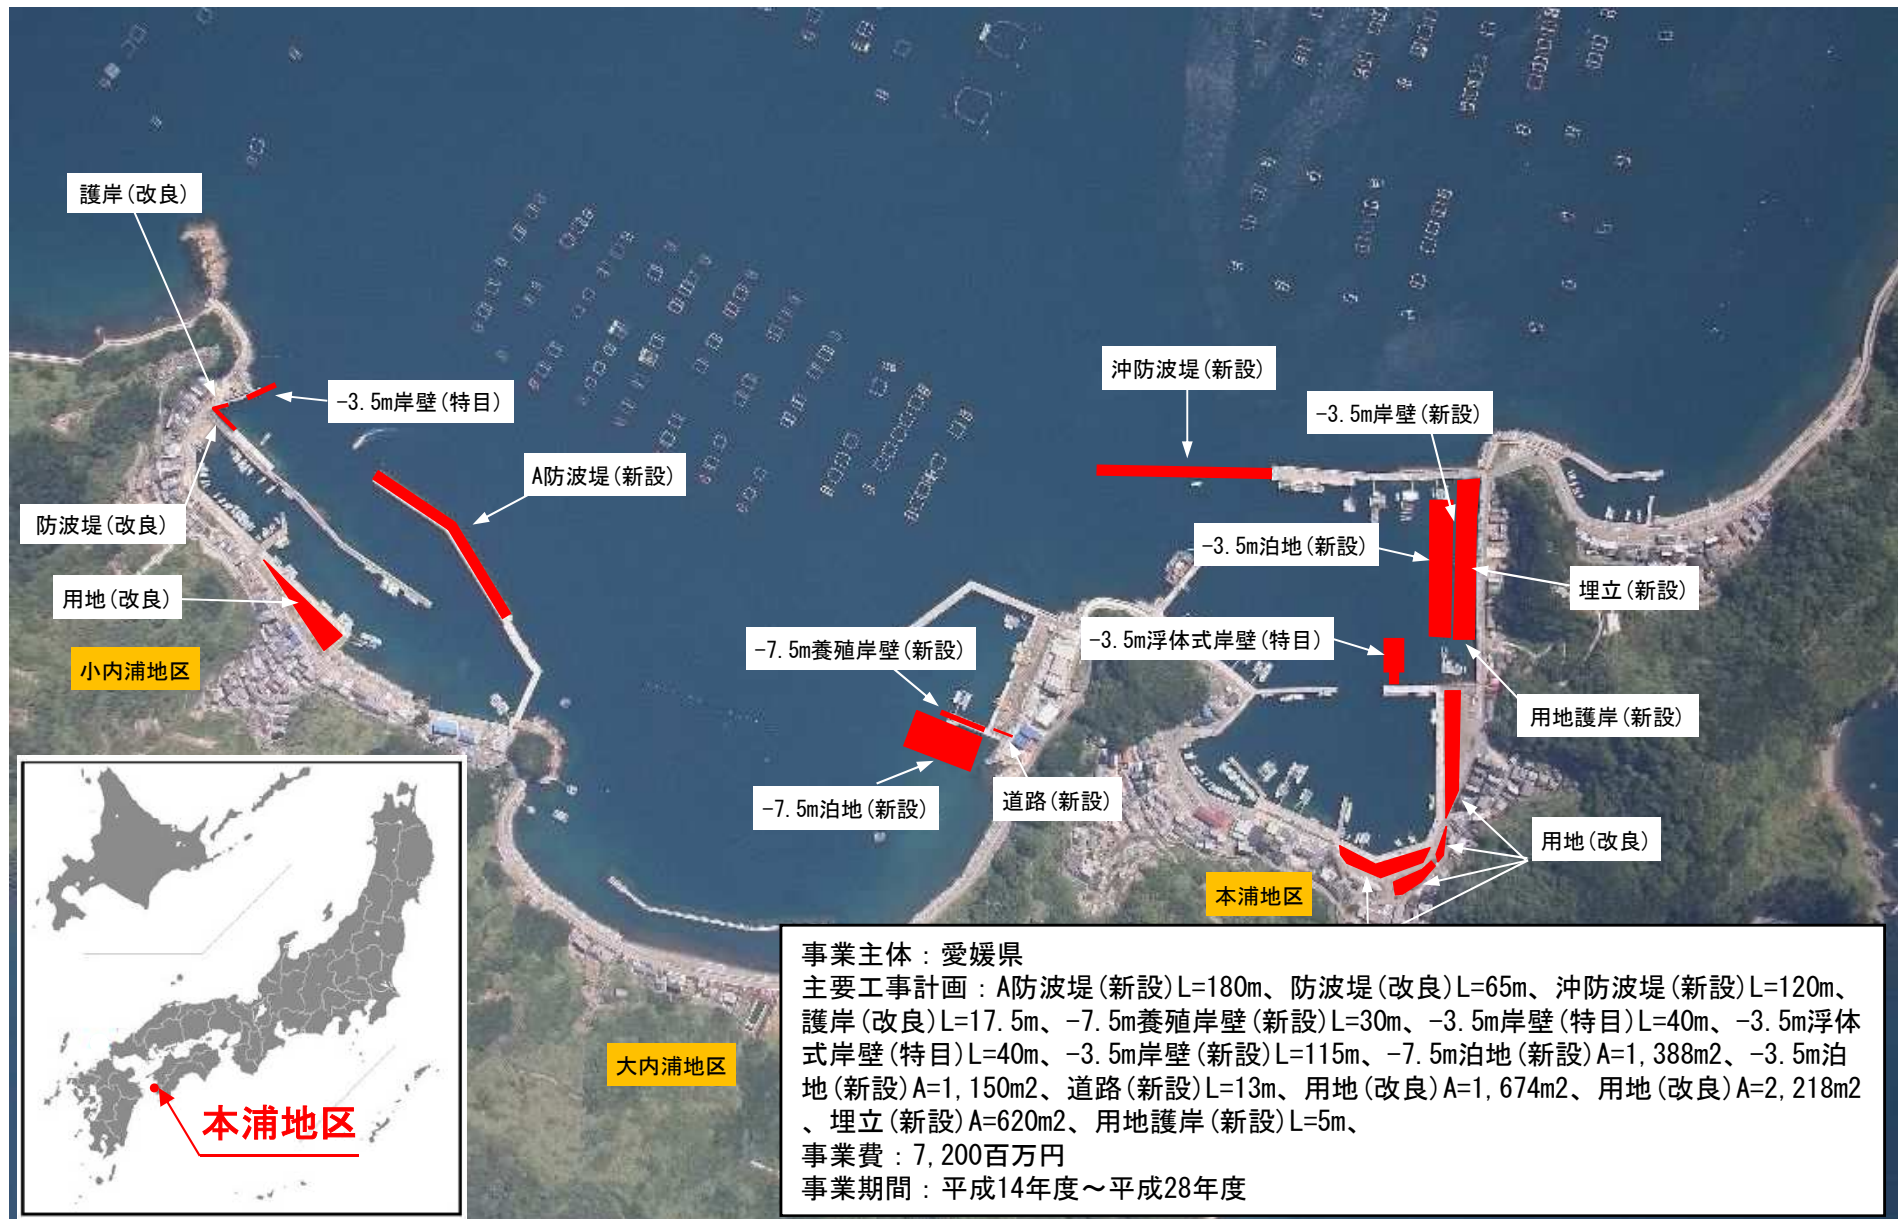 護岸(改良)
-3.5m岸壁(特目)
沖防波堤(新設)
-3.5m岸壁(新設)
A防波堤(新設)
防波堤(改良)
-3.5m泊地(新設)
用地(改良)
埋立(新設)
小内浦地区
-7.5m養殖岸壁(新設)
-3.5m浮体式岸壁(特目)
用地護岸(新設)
-7.5m泊地(新設)
道路(新設)
用地(改良)
本浦地区
大内浦地区
本浦地区
事業主体：愛媛県
主要工事計画：A防波堤(新設)L=180m、防波堤(改良)L=65m、沖防波堤(新設)L=120m、
護岸(改良)L=17.5m、-7.5m養殖岸壁(新設)L=30m、-3.5m岸壁(特目)L=40m、-3.5m浮体
式岸壁(特目)L=40m、-3.5m岸壁(新設)L=115m、-7.5m泊地(新設)A=1,388m2、-3.5m泊
地(新設)A=1,150m2、道路(新設)L=13m、用地(改良)A=1,674m2、用地(改良)A=2,218m2
、埋立(新設)A=620m2、用地護岸(新設)L=5m、
事業費：7,200百万円
事業期間：平成14年度～平成28年度